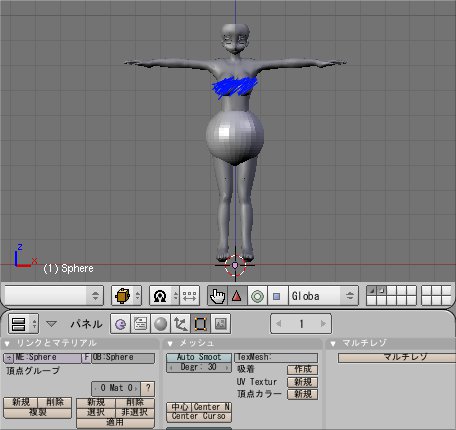 z
x
(1) Sphere
Globa
パネル
1
▼ リンクとマテリアル
ME:Sphere
F
OB:Sphere
頂点グループ
0 Mat 0
?
新規
削除
複製
新規
削除
選択
非選択
適用
▼ メッシュ
Auto Smoot
Degr: 30
TexMesh:
吸着
作成
UV Textur
新規
頂点カラー
新規
中心
Center N
Center Curso
▼ マルチレゾ
マルチレゾ